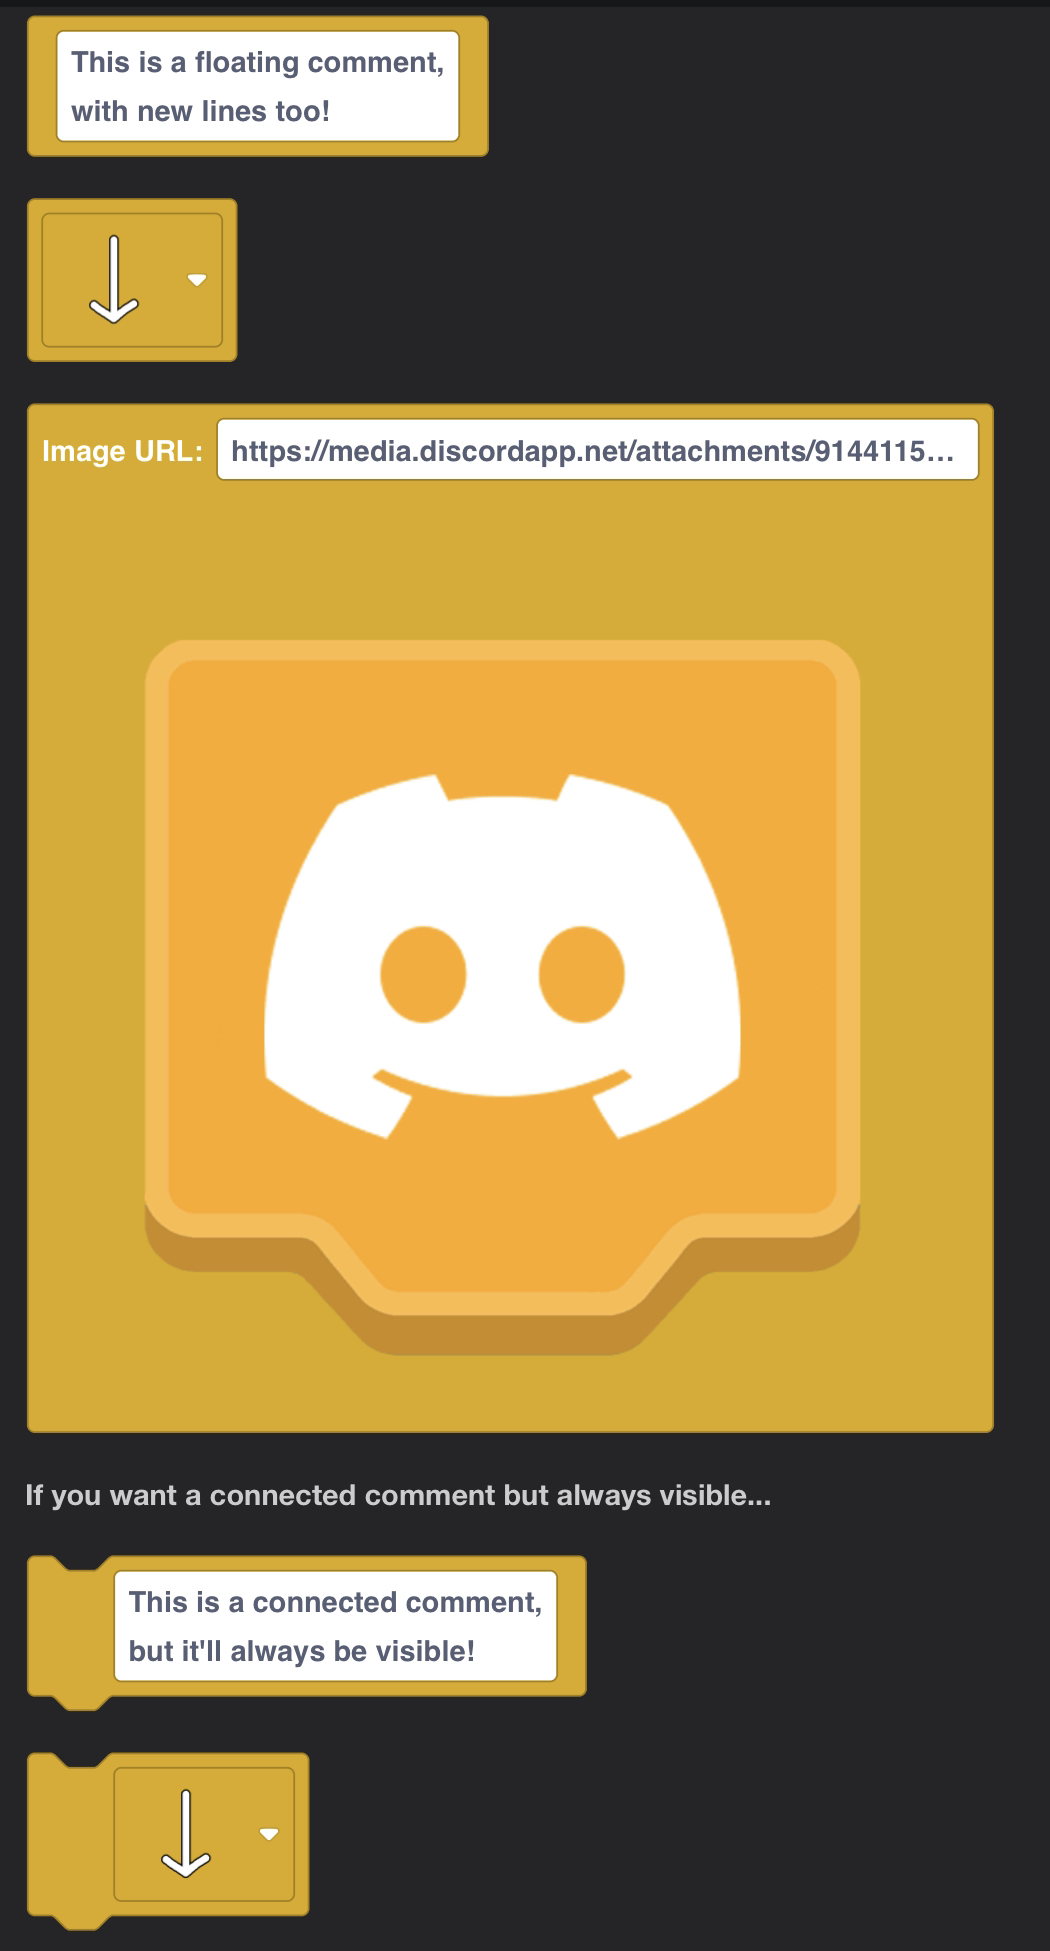 This is a floating comment,
with new lines too!
Image URL: https://media.discordapp.net/attachments/9144115...
If you want a connected comment but always visible...
This is a connected comment,
but it'll always be visible!